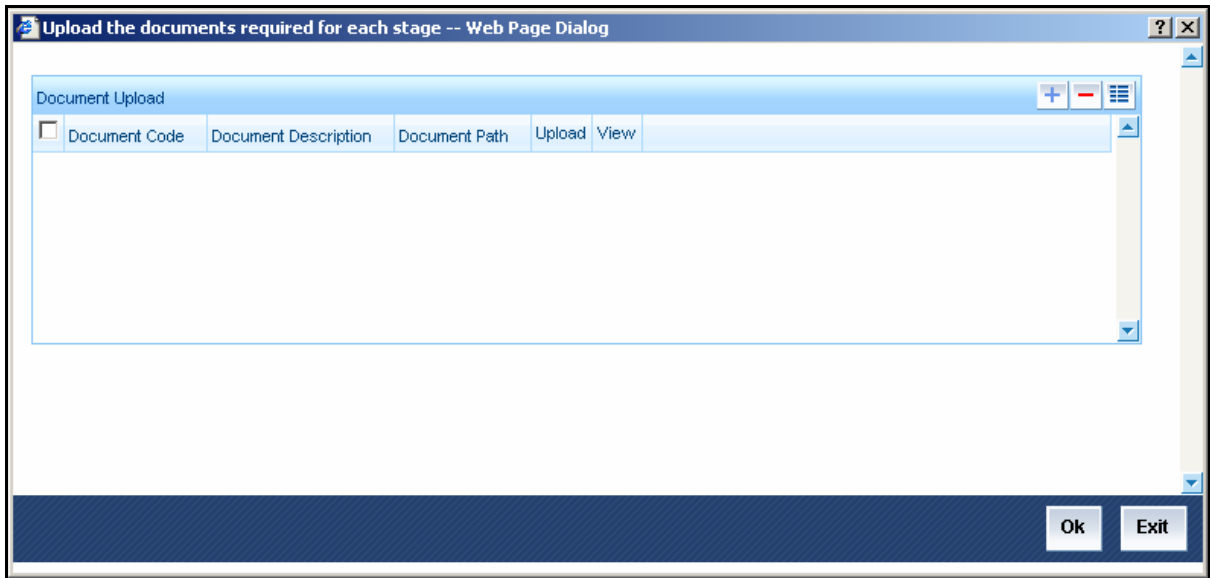 Upload the documents required for each stage -- Web Page Dialog
Document Upload
Document Code Document Description Document Path Upload View
Ok Exit